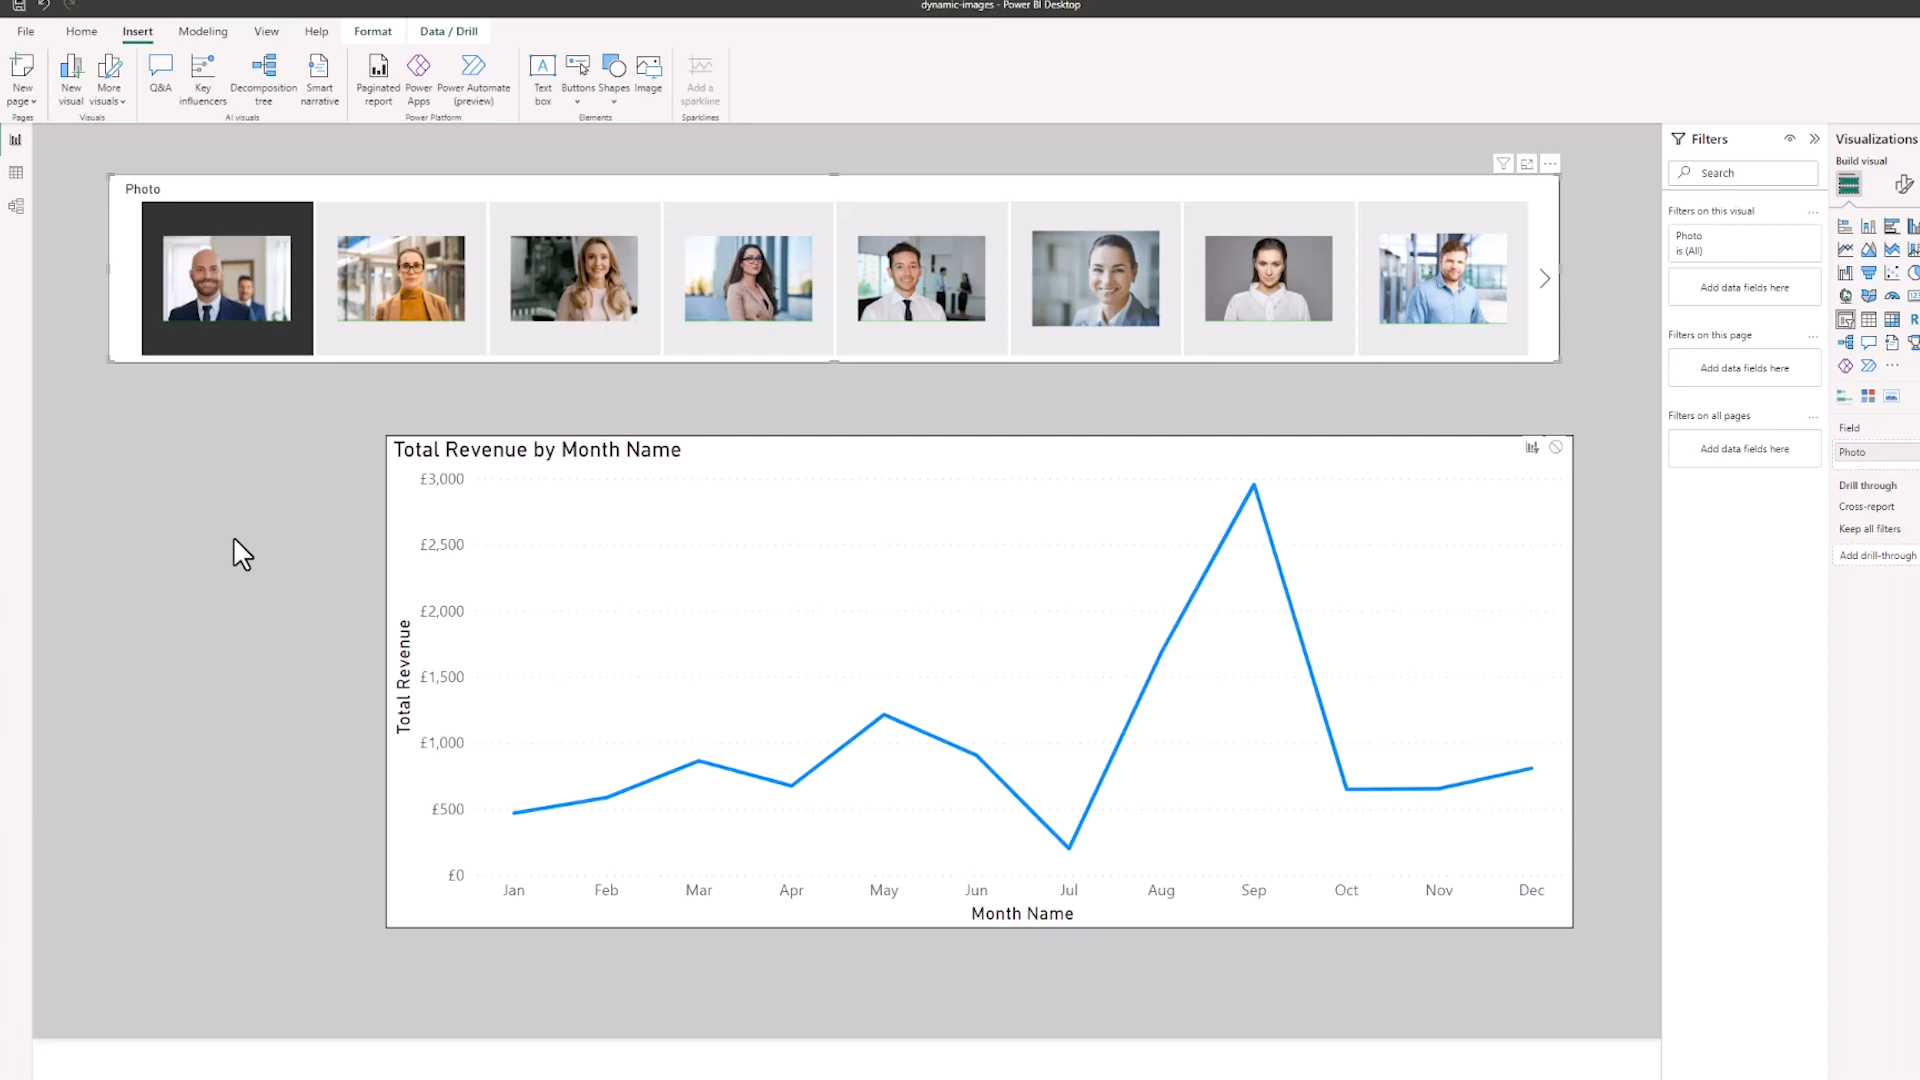 dynamic-images - Power BI Desktop
File Home Insert Modeling View Help Format Data / Drill
New page
New visual
More visuals
Q&A
Key influencers
Decomposition tree
Smart narrative
Paginated report
Power Apps
Power Automate (preview)
Text box
Buttons
Shapes
Image
Add a sparkline
Pages Visuals AI visuals Power Platform Elements Sparklines
Filters
Search
Filters on this visual
Photo
is (All)
Add data fields here
Filters on this page
Add data fields here
Filters on all pages
Add data fields here
Visualizations
Build visual
Field
Photo
Drill through
Cross-report
Keep all filters
Add drill-through
Photo
Total Revenue by Month Name
£3,000
£2,500
£2,000
£1,500
£1,000
£500
£0
Total Revenue
Jan Feb Mar Apr May Jun Jul Aug Sep Oct Nov Dec
Month Name